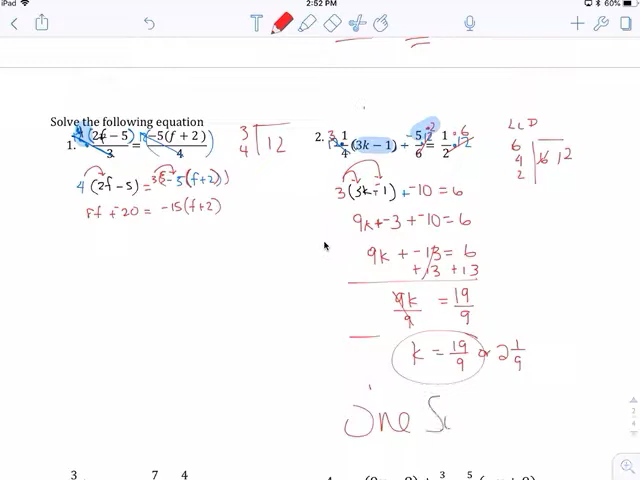 iPad
2:52 PM
60%
T
Solve the following equation
1. (2f − 5) / 3 = −5(f + 2) / 4
3
4 | 12
4 (2f − 5) = 3(−5(f + 2))
8f + −20 = −15(f + 2)
2. 1/4 (3k − 1) + −5/6 = 1/2
3 (3k − 1) + −10 = 6
9k + −3 + −10 = 6
9k + −13 = 6
+13 +13
9k/9 = 19/9
k = 19/9 or 2 1/9
One So
LCD
6
4
2 | 6 12
2
4